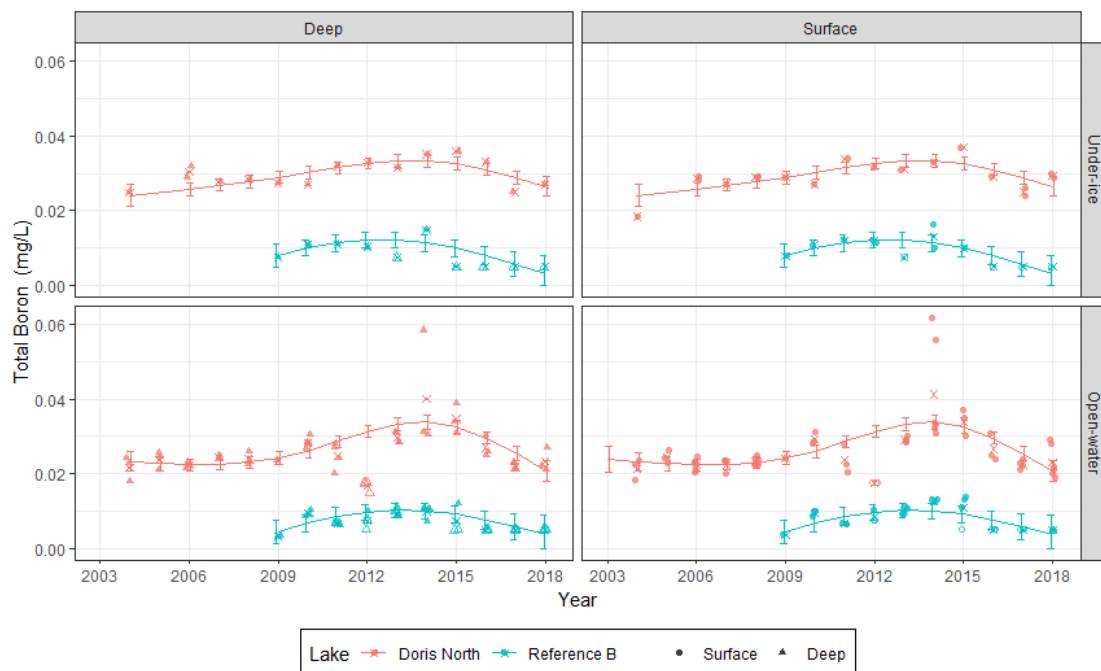 Deep
Surface
0.06
0.04
0.02
0.00
Under-ice
Total Boron (mg/L)
0.06
0.04
0.02
0.00
Open-water
2003 2006 2009 2012 2015 2018 2003 2006 2009 2012 2015 2018
Year
Lake Doris North Reference B Surface Deep